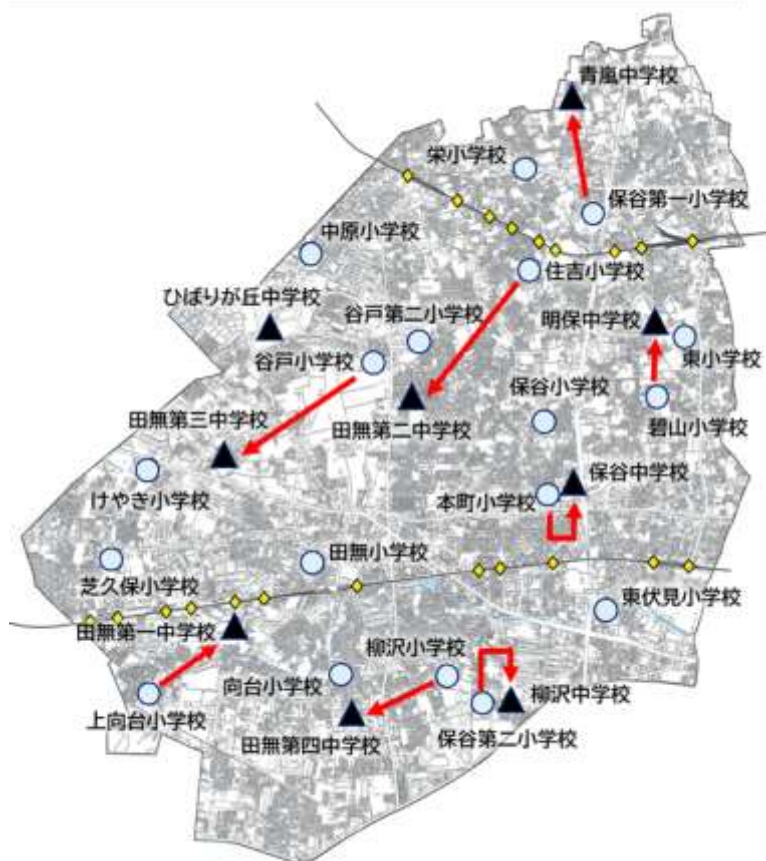 青嵐中学校
栄小学校
保谷第一小学校
中原小学校
住吉小学校
ひばりが丘中学校
谷戸第二小学校
明保中学校
谷戸小学校
東小学校
保谷小学校
田無第三中学校
田無第二中学校
碧山小学校
保谷中学校
けやき小学校
本町小学校
田無小学校
芝久保小学校
東伏見小学校
田無第一中学校
柳沢小学校
向台小学校
柳沢中学校
上向台小学校
田無第四中学校
保谷第二小学校